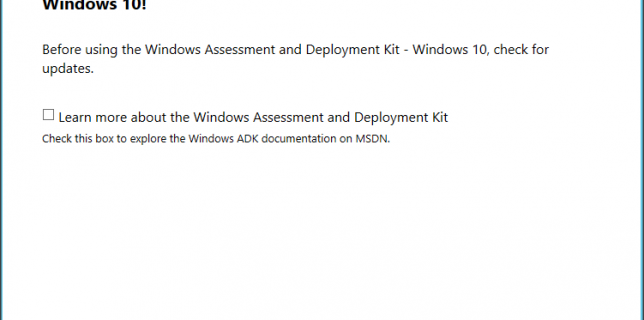 Windows 10!
Before using the Windows Assessment and Deployment Kit - Windows 10, check for
updates.
Learn more about the Windows Assessment and Deployment Kit
Check this box to explore the Windows ADK documentation on MSDN.